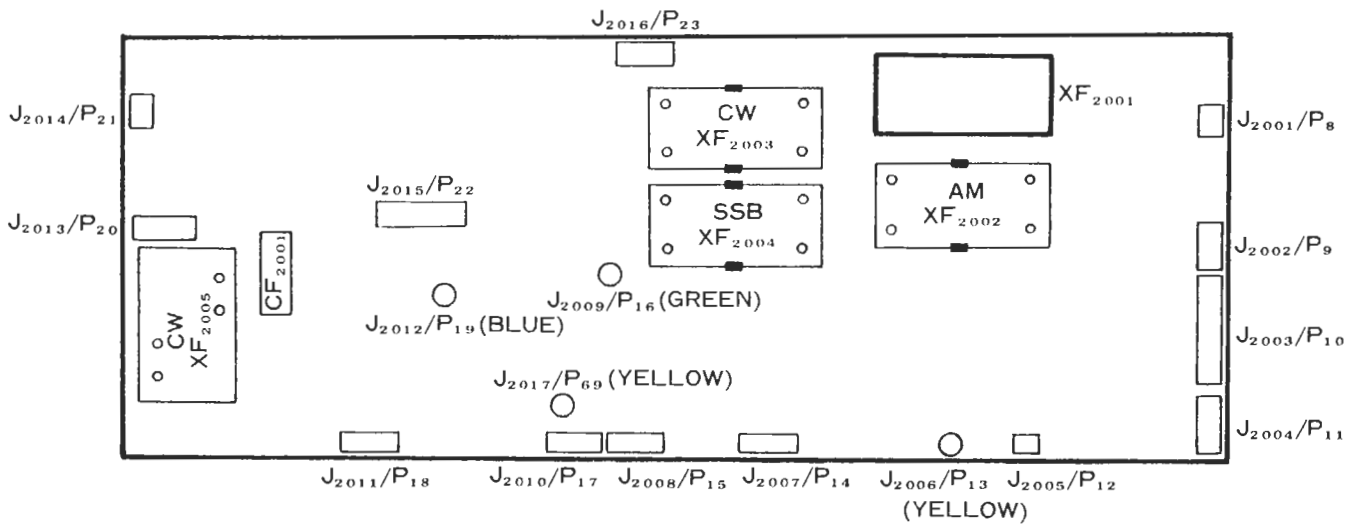 J2016/P23
J2014/P21
CW
XF2003
XF2001
J2001/P8
J2015/P22
AM
XF2002
J2013/P20
SSB
XF2004
J2002/P9
CF2001
CW
XF2005
J2009/P16 (GREEN)
J2012/P19 (BLUE)
J2003/P10
J2017/P69 (YELLOW)
J2004/P11
J2011/P18
J2010/P17
J2008/P15
J2007/P14
J2006/P13
(YELLOW)
J2005/P12